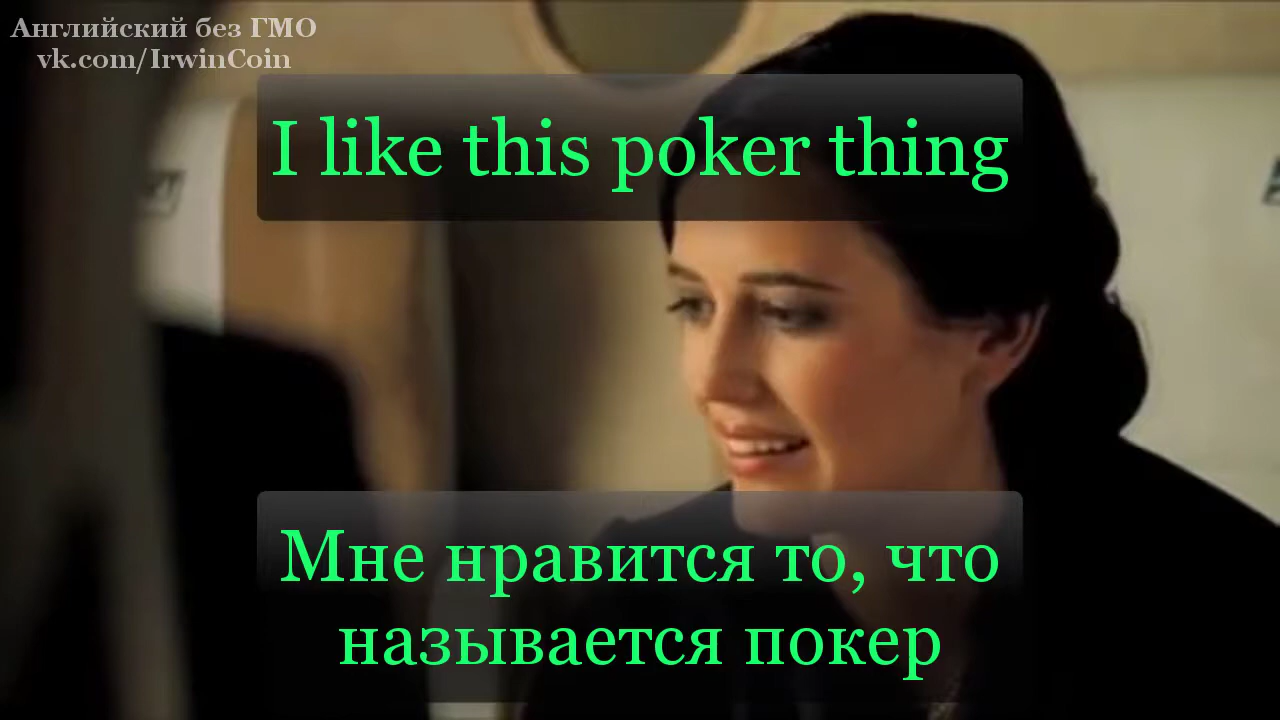 Английский без ГМО
vk.com/IrwinCoin
I like this poker thing
Мне нравится то, что
называется покер